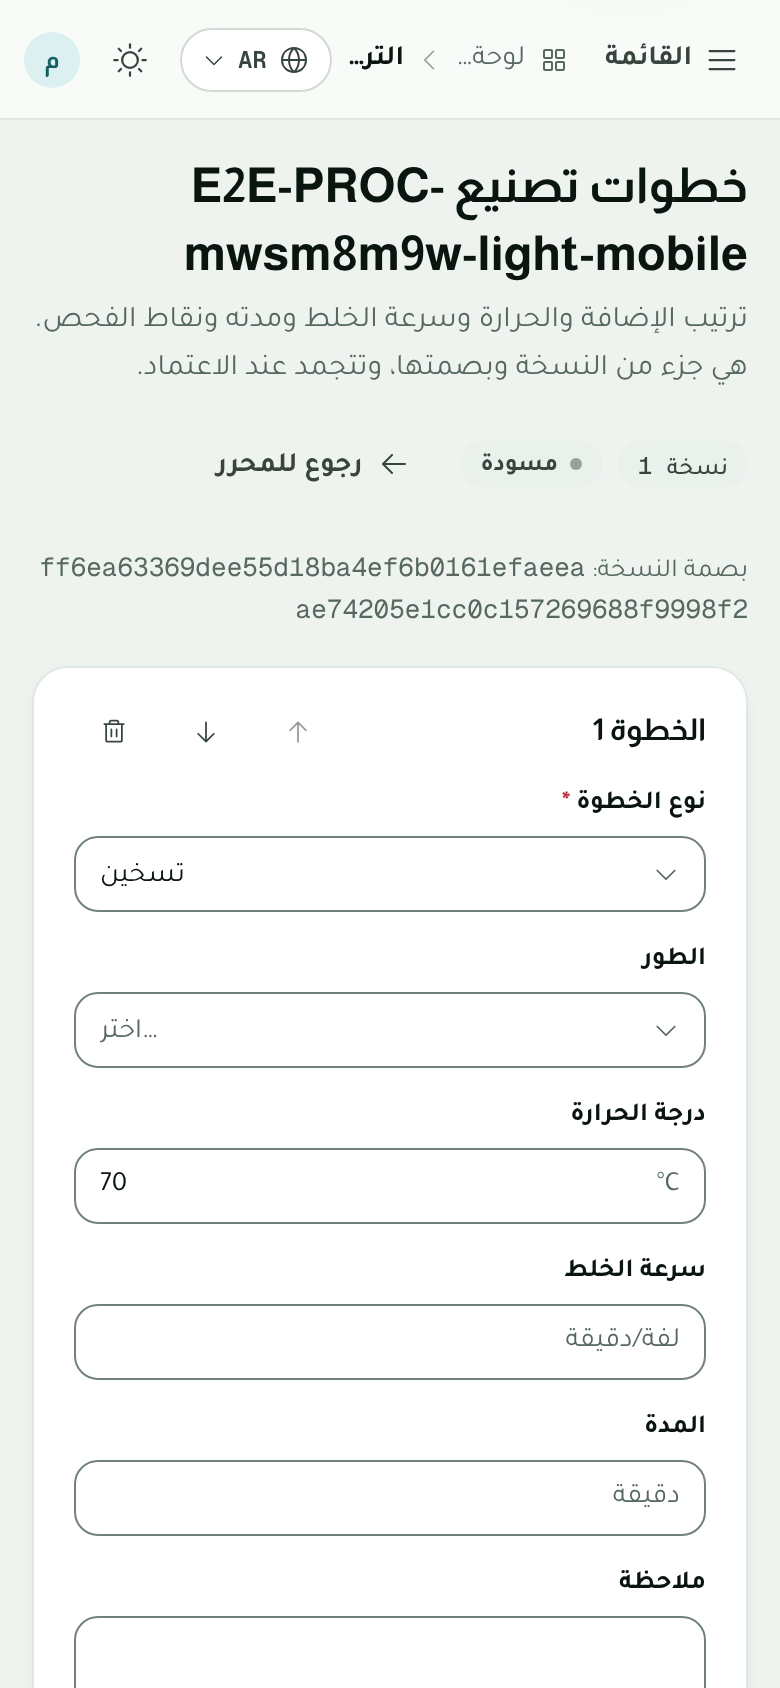 القائمة
لوحة...
التر...
AR
م
خطوات تصنيع E2E-PROC-
mwsm8m9w-light-mobile
ترتيب الإضافة والحرارة وسرعة الخلط ومدته ونقاط الفحص.
هي جزء من النسخة وبصمتها، وتتجمد عند الاعتماد.
نسخة 1
مسودة
رجوع للمحرر
بصمة النسخة: ff6ea63369dee55d18ba4ef6b0161efaeea
ae74205e1cc0c157269688f9998f2
الخطوة 1
نوع الخطوة *
تسخين
الطور
اختر...
درجة الحرارة
70 °C
سرعة الخلط
لفة/دقيقة
المدة
دقيقة
ملاحظة